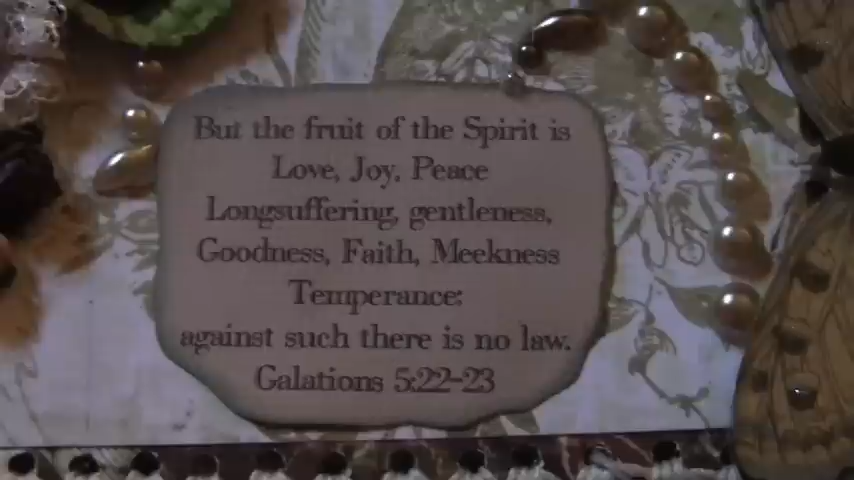 But the fruit of the Spirit is
Love, Joy, Peace
Longsuffering, gentleness,
Goodness, Faith, Meekness
Temperance:
against such there is no law.
Galations 5:22-23